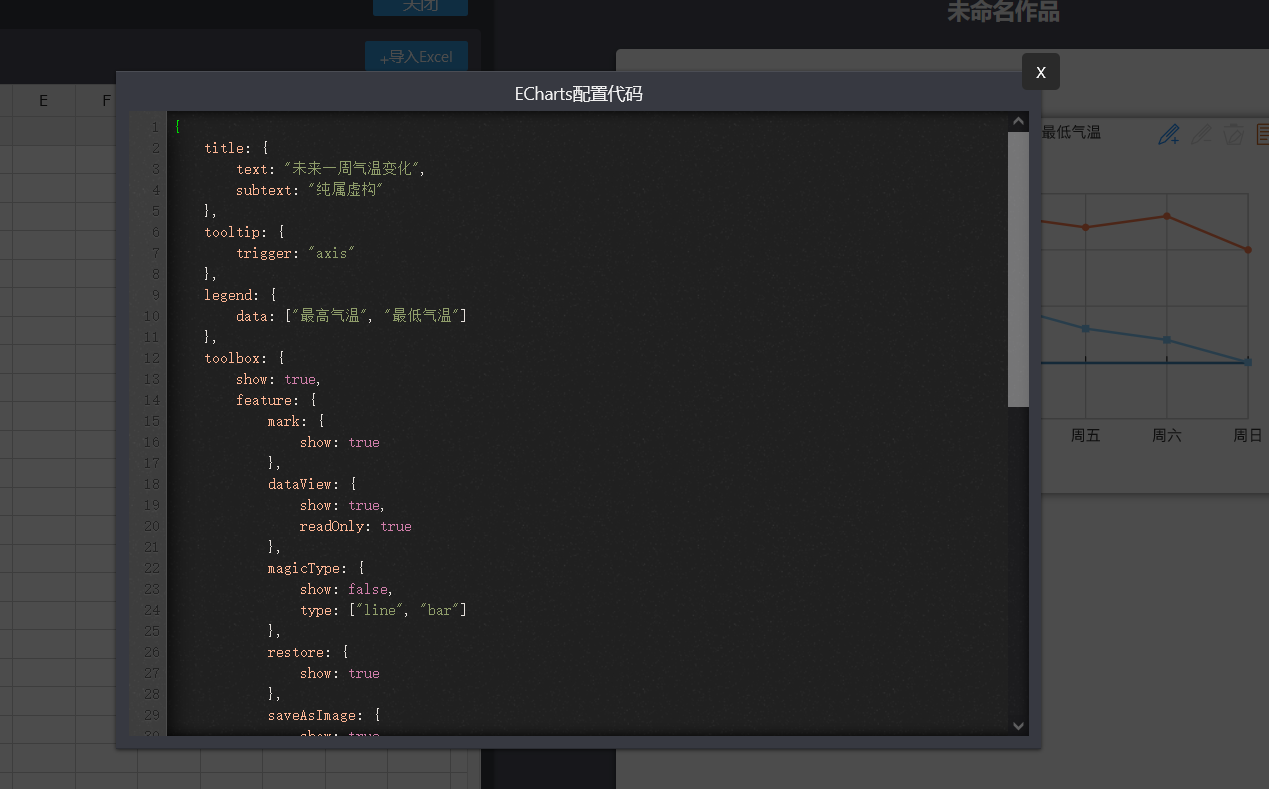 关闭
未命名作品
+导入Excel
X
ECharts配置代码
E
F
最低气温
1 {
2 title: {
3 text: "未来一周气温变化",
4 subtext: "纯属虚构"
5 },
6 tooltip: {
7 trigger: "axis"
8 },
9 legend: {
10 data: ["最高气温", "最低气温"]
11 },
12 toolbox: {
13 show: true,
14 feature: {
15 mark: {
16 show: true
17 },
18 dataView: {
19 show: true,
20 readOnly: true
21 },
22 magicType: {
23 show: false,
24 type: ["line", "bar"]
25 },
26 restore: {
27 show: true
28 },
29 saveAsImage: {
30 show: true
周五 周六 周日